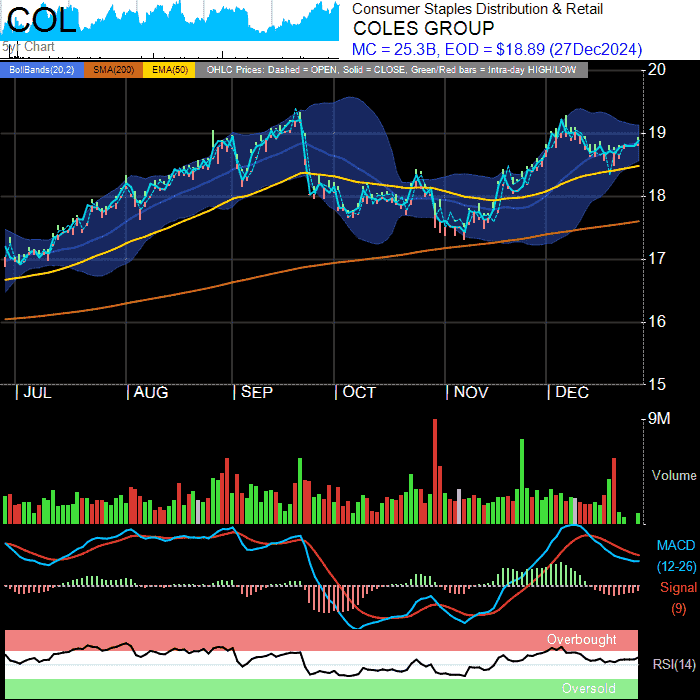 COL
5yr Chart
Consumer Staples Distribution & Retail
COLES GROUP
MC = 25.3B, EOD = $18.89 (27Dec2024)
BollBands(20,2) SMA(200) EMA(50) OHLC Prices: Dashed = OPEN, Solid = CLOSE, Green/Red bars = Intra-day HIGH/LOW
20
19
18
17
16
15
JUL AUG SEP OCT NOV DEC
9M
Volume
MACD
(12-26)
Signal
(9)
Overbought
RSI(14)
Oversold